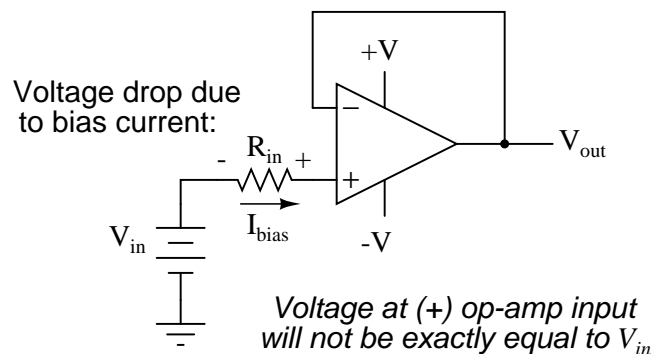 +V
Voltage drop due
to bias current:
−
- R_in +
+
V_out
V_in
I_bias
-V
Voltage at (+) op-amp input
will not be exactly equal to V_in